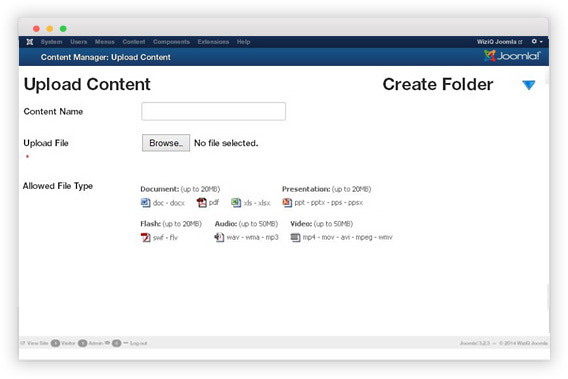 System Users Menus Content Components Extensions Help WiziQ Joomla
Content Manager: Upload Content Joomla!
Upload Content Create Folder
Content Name
Upload File Browse.. No file selected.
*
Allowed File Type
Document: (up to 20MB) Presentation: (up to 20MB)
doc - docx pdf xls - xlsx ppt - pptx - pps - ppsx
Flash: (up to 20MB) Audio: (up to 50MB) Video: (up to 50MB)
swf - flv wav - wma - mp3 mp4 - mov - avi - mpeg - wmv
View Site Visitor Admin Log out Joomla! 3.2.3 — © 2014 WiziQ Joomla